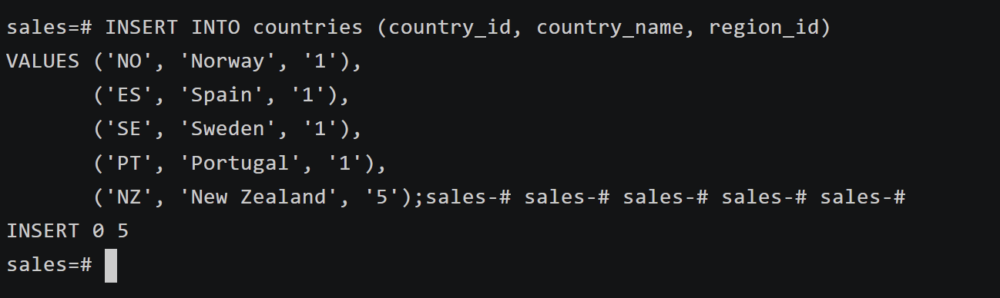 sales=# INSERT INTO countries (country_id, country_name, region_id)
VALUES ('NO', 'Norway', '1'),
       ('ES', 'Spain', '1'),
       ('SE', 'Sweden', '1'),
       ('PT', 'Portugal', '1'),
       ('NZ', 'New Zealand', '5');sales-# sales-# sales-# sales-# sales-#
INSERT 0 5
sales=#